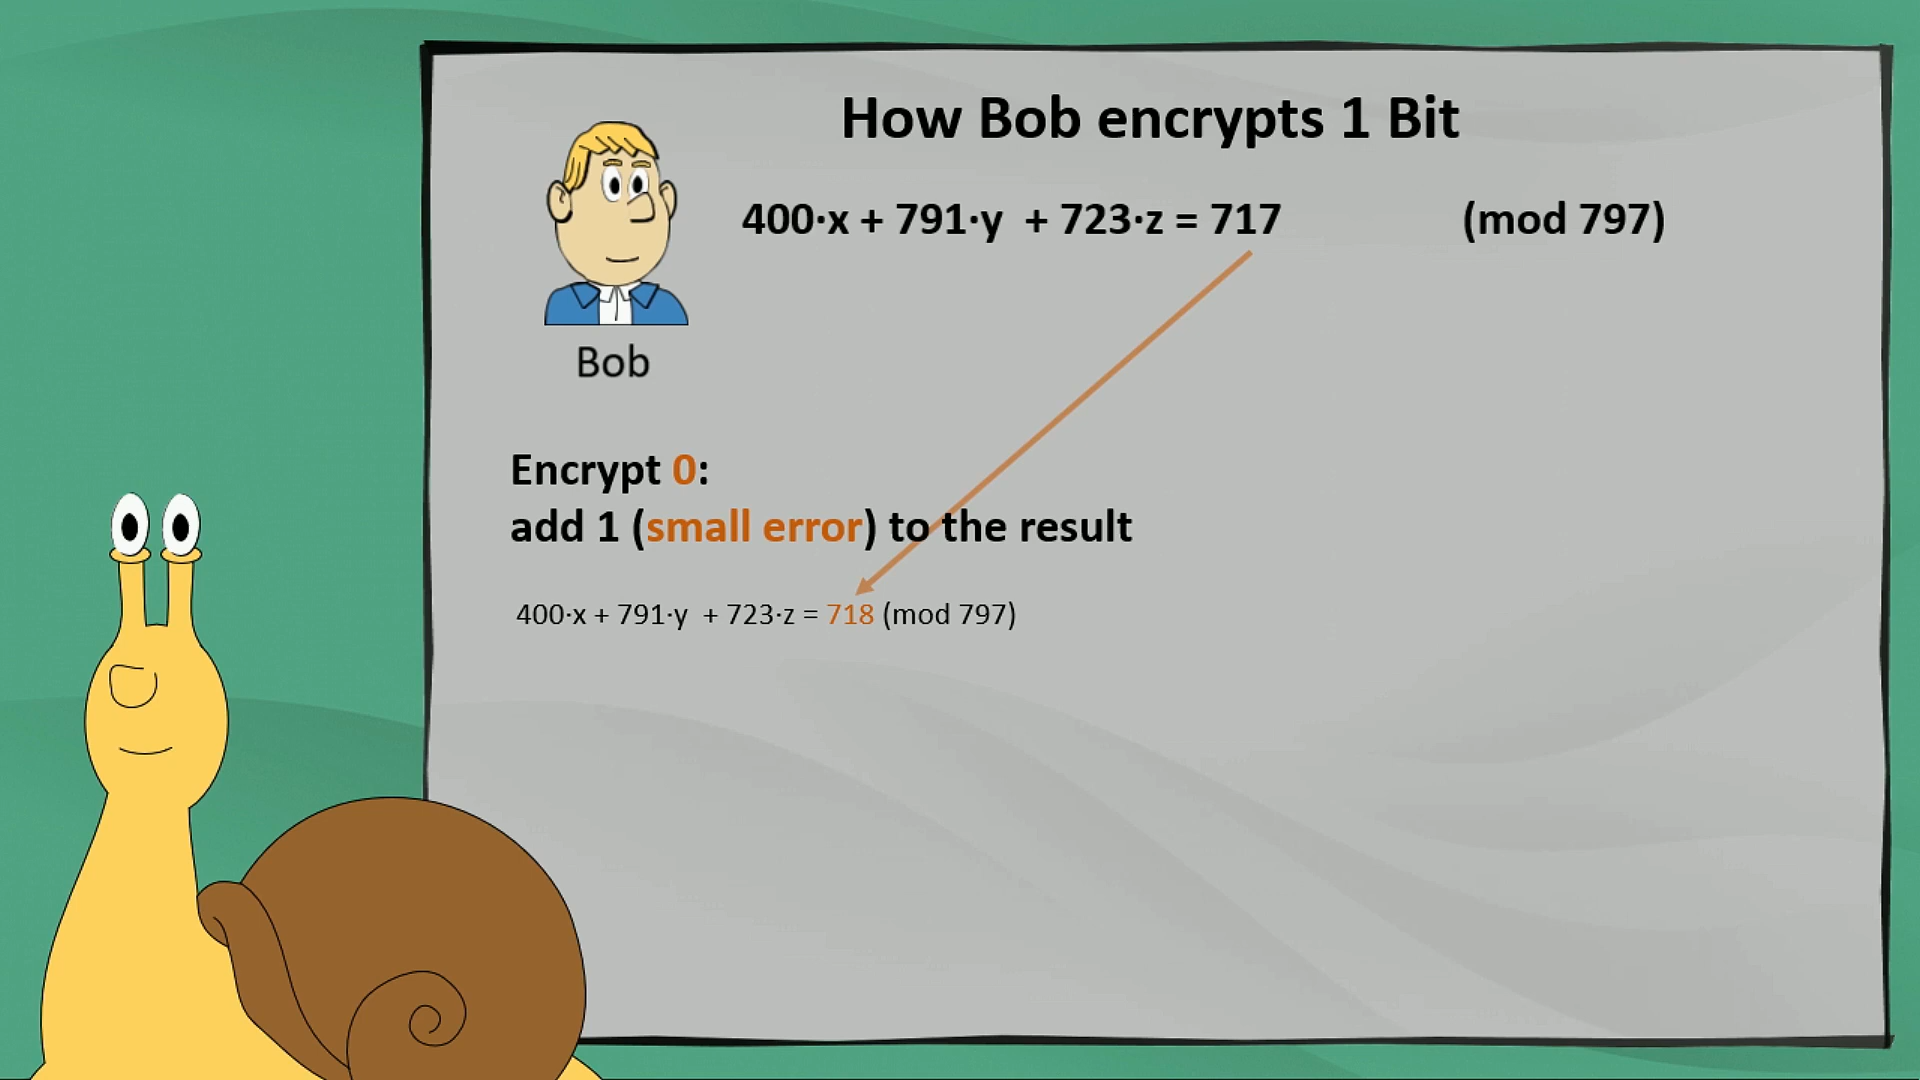 How Bob encrypts 1 Bit
400·x + 791·y + 723·z = 717 (mod 797)
Bob
Encrypt 0:
add 1 (small error) to the result
400·x + 791·y + 723·z = 718 (mod 797)